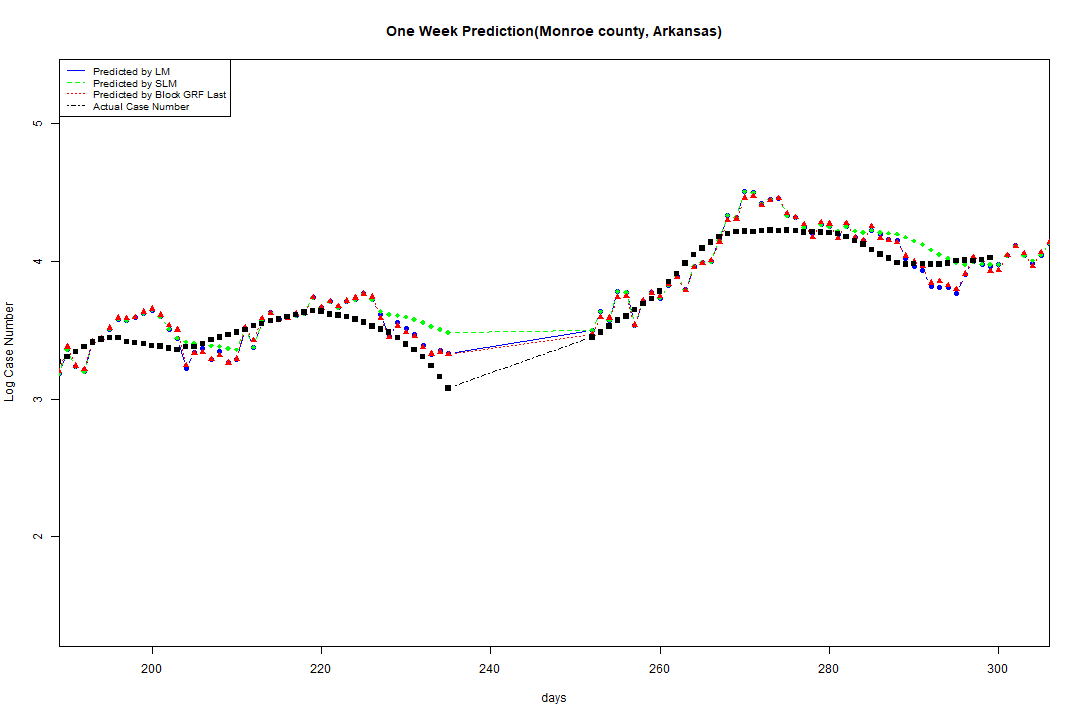 One Week Prediction(Monroe county, Arkansas)
Predicted by LM
Predicted by SLM
Predicted by Block GRF Last
Actual Case Number
5
4
3
2
Log Case Number
200 220 240 260 280 300
days